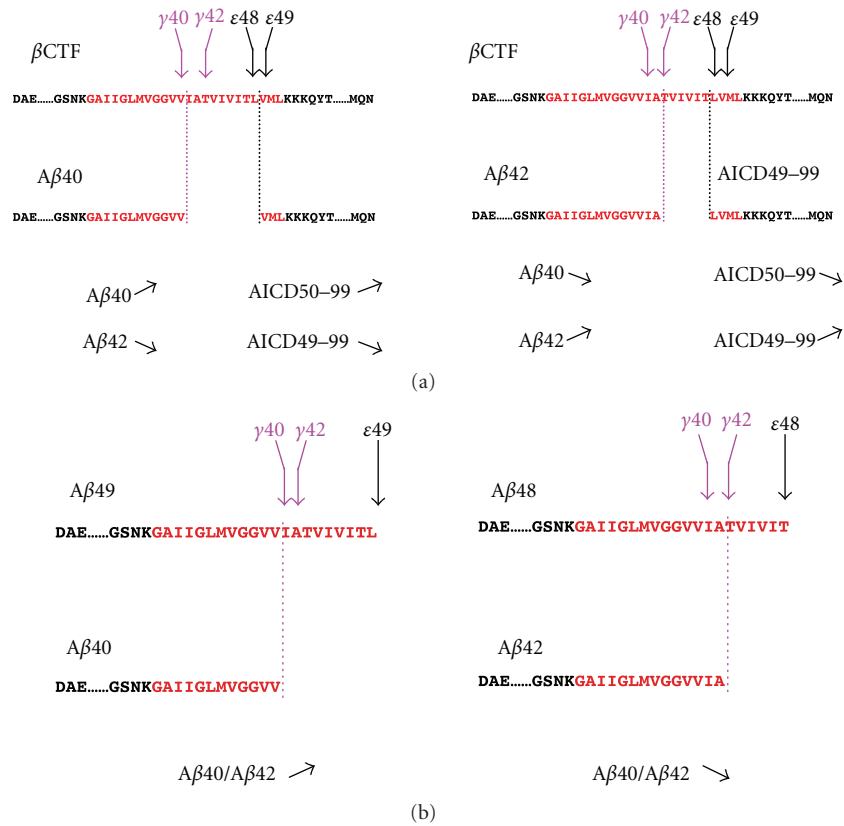 γ40 γ42 ε48 ε49
βCTF
DAE......GSNKGAIIGLMVGGVVIATVIVITLVMLKKKQYT......MQN
Aβ40
DAE......GSNKGAIIGLMVGGVV VMLKKKQYT......MQN
Aβ40 AICD50–99
Aβ42 AICD49–99
γ40 γ42 ε48 ε49
βCTF
DAE......GSNKGAIIGLMVGGVVIATVIVITLVMLKKKQYT......MQN
Aβ42 AICD49–99
DAE......GSNKGAIIGLMVGGVVIA LVMLKKKQYT......MQN
Aβ40 AICD50–99
Aβ42 AICD49–99
(a)
γ40 γ42 ε49
Aβ49
DAE......GSNKGAIIGLMVGGVVIATVIVITL
Aβ40
DAE......GSNKGAIIGLMVGGVV
Aβ40/Aβ42
γ40 γ42 ε48
Aβ48
DAE......GSNKGAIIGLMVGGVVIATVIVIT
Aβ42
DAE......GSNKGAIIGLMVGGVVIA
Aβ40/Aβ42
(b)